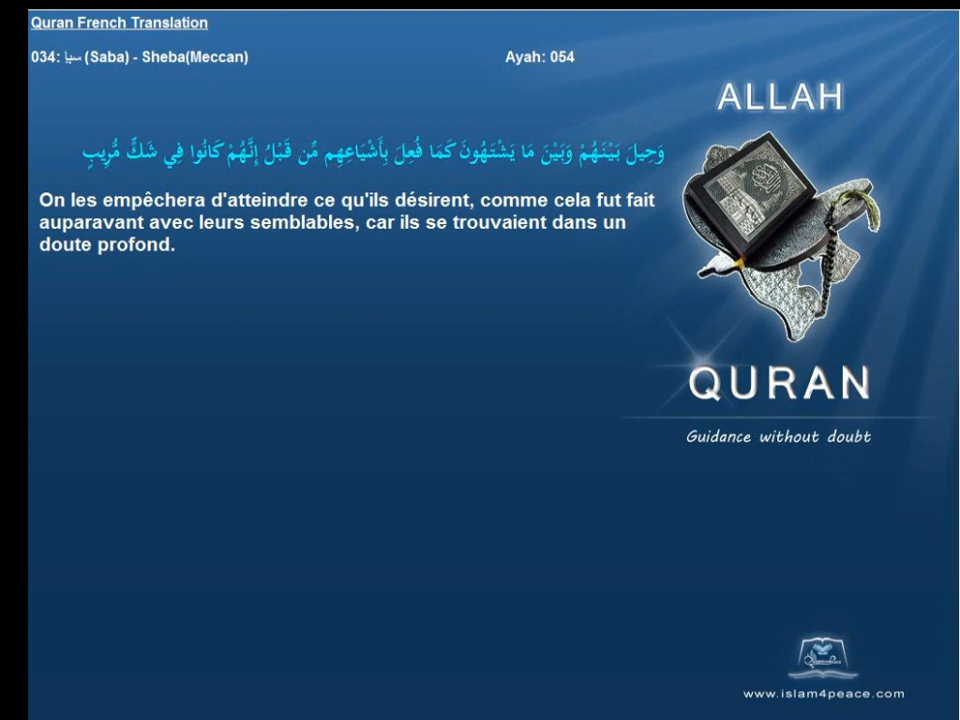 Quran French Translation
034: سبإ (Saba) - Sheba(Meccan) Ayah: 054
ALLAH
وَحِيلَ بَيْنَهُمْ وَبَيْنَ مَا يَشْتَهُونَ كَمَا فُعِلَ بِأَشْيَاعِهِم مِّن قَبْلُ إِنَّهُمْ كَانُوا فِي شَكٍّ مُّرِيبٍ
On les empêchera d'atteindre ce qu'ils désirent, comme cela fut fait
auparavant avec leurs semblables, car ils se trouvaient dans un
doute profond.
QURAN
Guidance without doubt
www.islam4peace.com